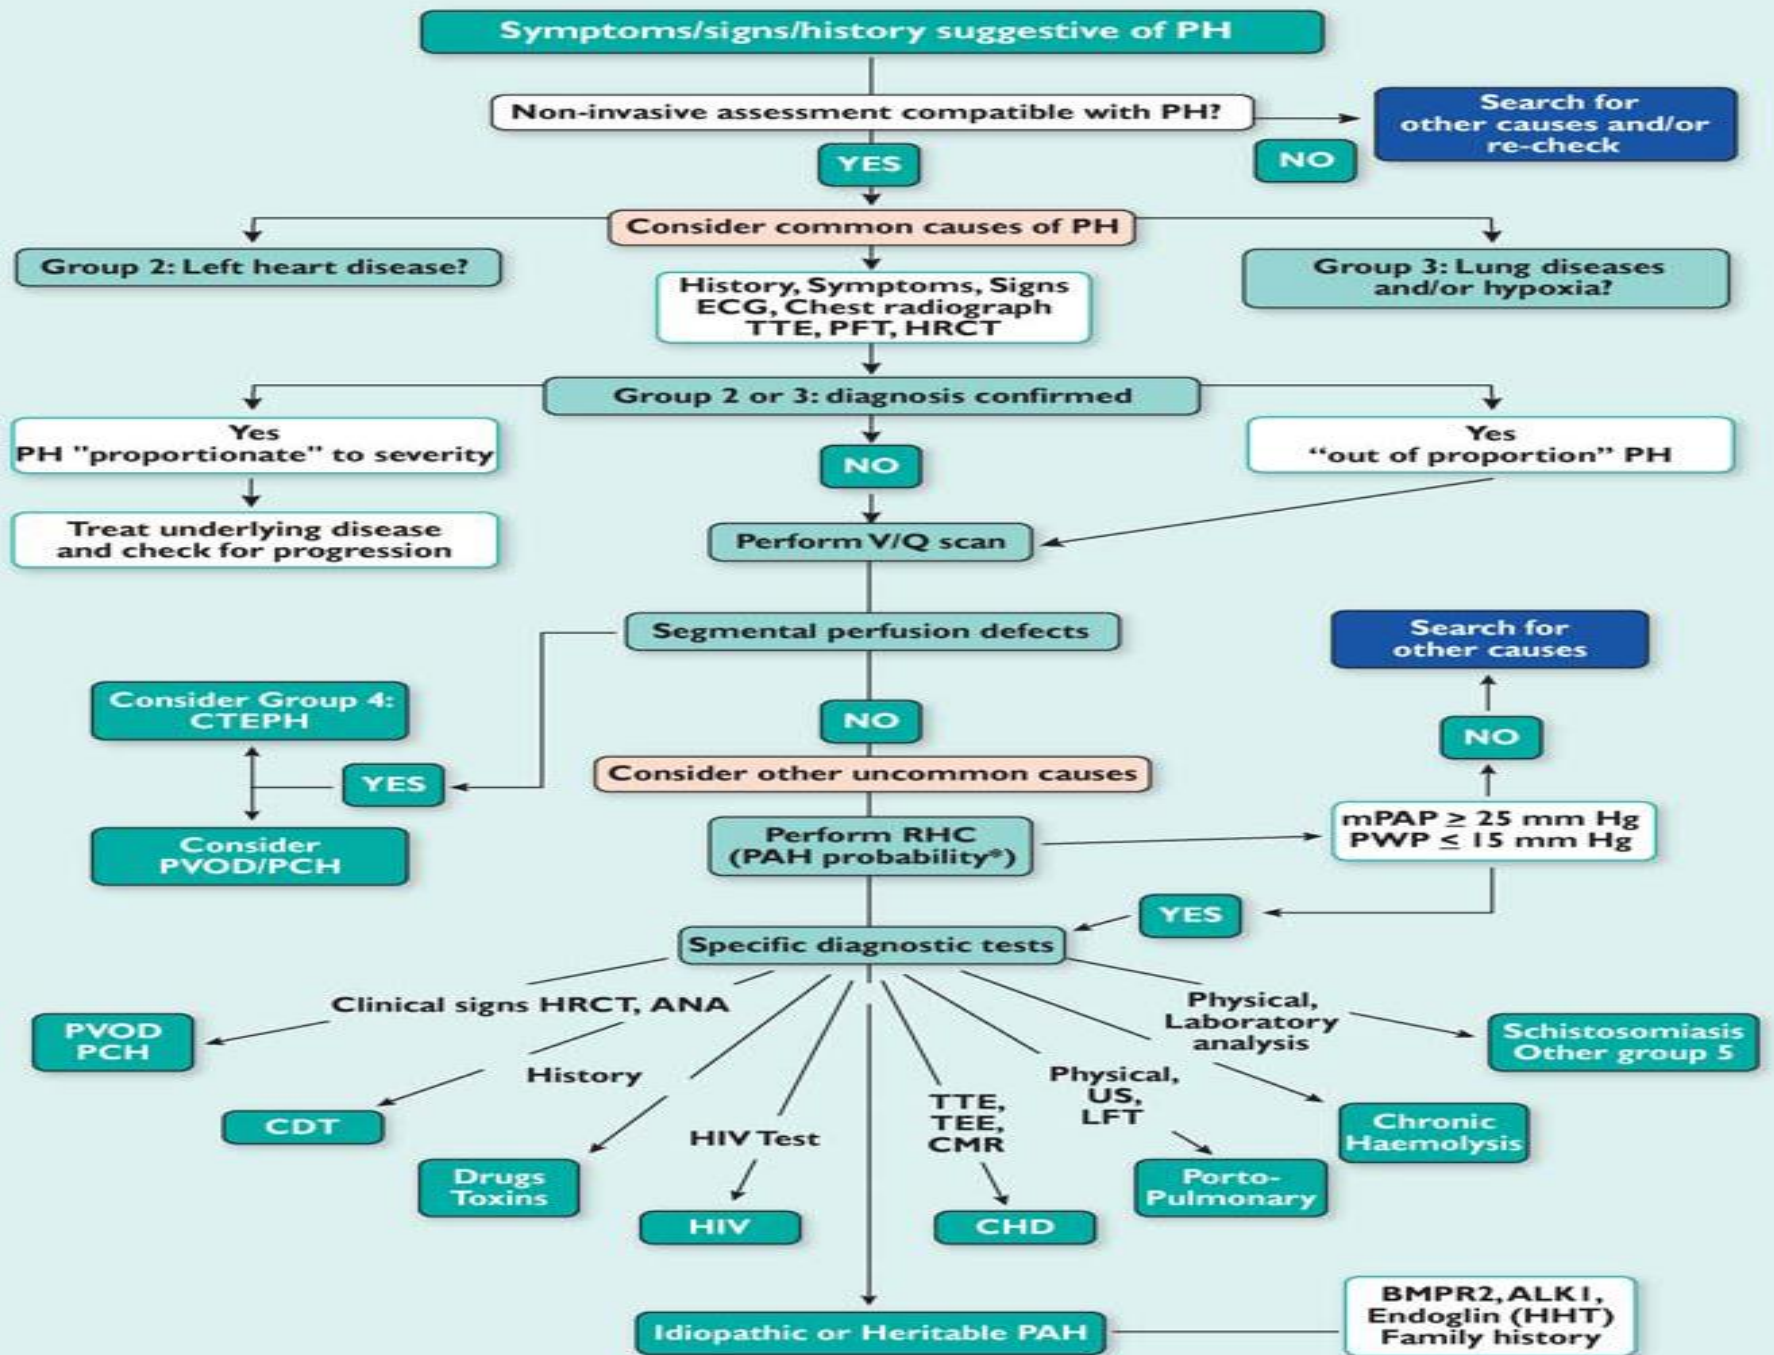 Symptoms/signs/history suggestive of PH
Non-invasive assessment compatible with PH?
Search for
other causes and/or
re-check
YES
NO
Consider common causes of PH
Group 2: Left heart disease?
History, Symptoms, Signs
ECG, Chest radiograph
TTE, PFT, HRCT
Group 3: Lung diseases
and/or hypoxia?
Group 2 or 3: diagnosis confirmed
Yes
PH "proportionate" to severity
NO
Yes
“out of proportion” PH
Treat underlying disease
and check for progression
Perform V/Q scan
Segmental perfusion defects
Search for
other causes
Consider Group 4:
CTEPH
NO
NO
YES
Consider other uncommon causes
Consider
PVOD/PCH
Perform RHC
(PAH probability*)
mPAP ≥ 25 mm Hg
PWP ≤ 15 mm Hg
YES
Specific diagnostic tests
Clinical signs HRCT, ANA
Physical,
Laboratory
analysis
PVOD
PCH
Schistosomiasis
Other group 5
History
Physical,
US,
LFT
TTE,
TEE,
CMR
HIV Test
CDT
Chronic
Haemolysis
Drugs
Toxins
Porto-
Pulmonary
HIV
CHD
Idiopathic or Heritable PAH
BMPR2, ALK1,
Endoglin (HHT)
Family history